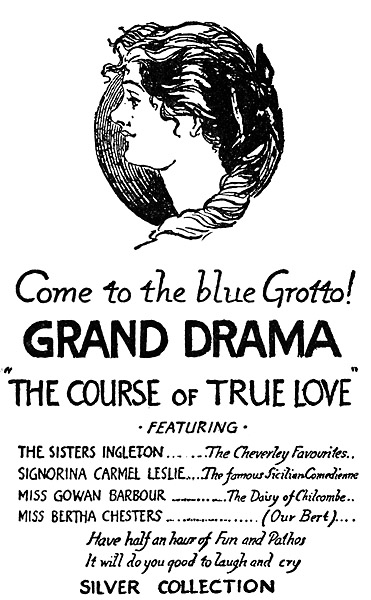 Come to the blue Grotto!
GRAND DRAMA
"THE COURSE OF TRUE LOVE"
· FEATURING ·
THE SISTERS INGLETON......The Cheverley Favourites..
SIGNORINA CARMEL LESLIE...The famous Sicilian Comedienne
MISS GOWAN BARBOUR ............The Daisy of Chilcombe..
MISS BERTHA CHESTERS .................(Our Bert)....
Have half an hour of Fun and Pathos
It will do you good to laugh and cry
SILVER COLLECTION